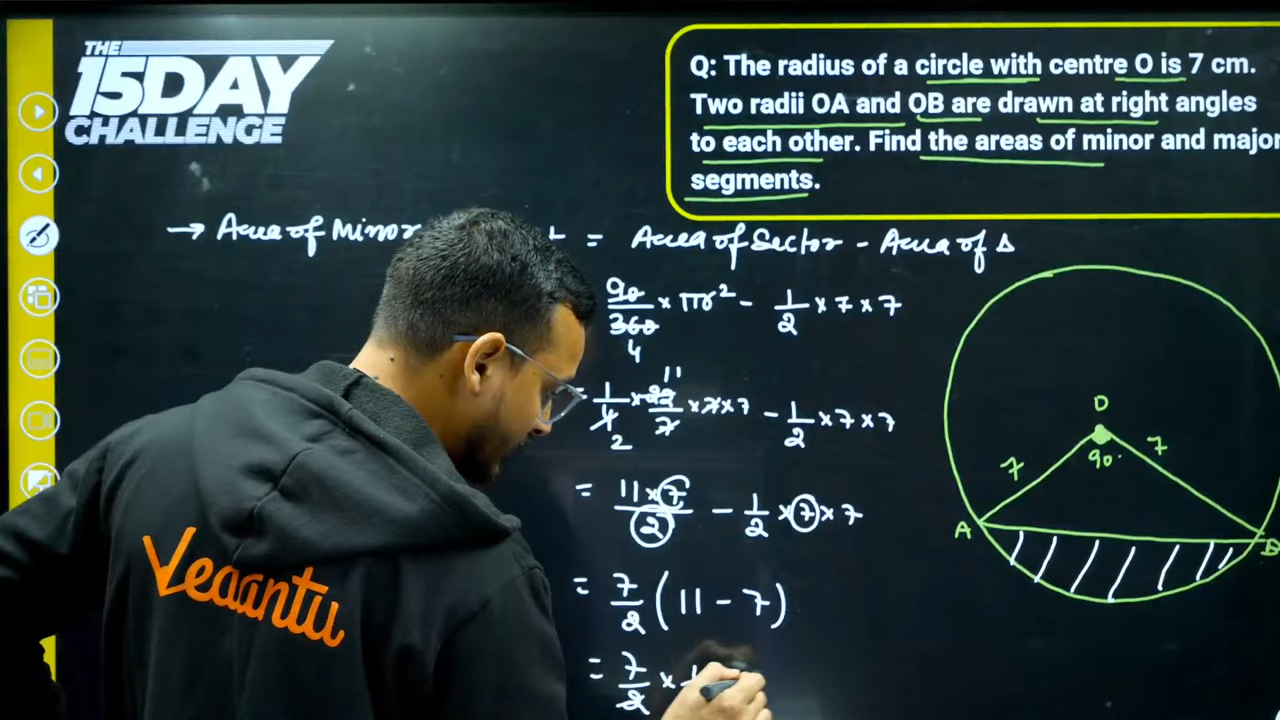 THE
15DAY
CHALLENGE
Q: The radius of a circle with centre O is 7 cm.
Two radii OA and OB are drawn at right angles
to each other. Find the areas of minor and major
segments.
→ Area of Minor = Area of Sector - Area of Δ
90/360 × πr² - 1/2 × 7 × 7
4
= 1/4 × 22/7 × 7 × 7 - 1/2 × 7 × 7
11
2
= 11×7/2 - 1/2 × 7 × 7
= 7/2 (11 - 7)
= 7/2 ×
O
90°
7
7
A
B
Vedantu